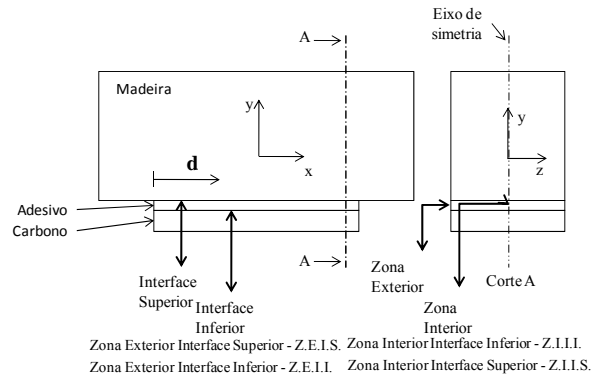 Eixo de
simetria
A
A
Madeira
y
x
d
y
z
Adesivo
Carbono
A
Interface
Superior
Interface
Inferior
Zona
Exterior
Zona
Interior
Corte A
Zona Exterior Interface Superior - Z.E.I.S.
Zona Interior Interface Inferior - Z.I.I.I.
Zona Exterior Interface Inferior - Z.E.I.I.
Zona Interior Interface Superior - Z.I.I.S.